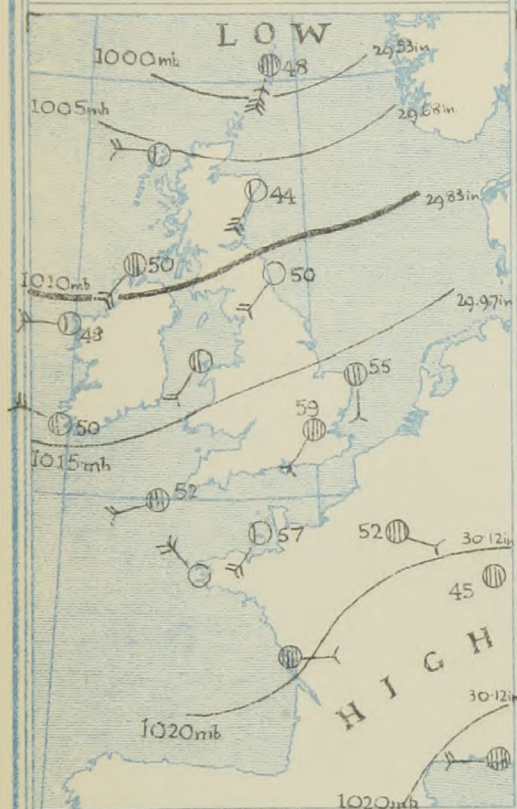 LOW
1000mb
48
29.53in
1005mb
29.68in
44
29.83in
50
1010mb
50
29.97in
48
55
50
59
1015mb
52
57
52
30.12in
45
HIGH
30.12in
1020mb
1020mb